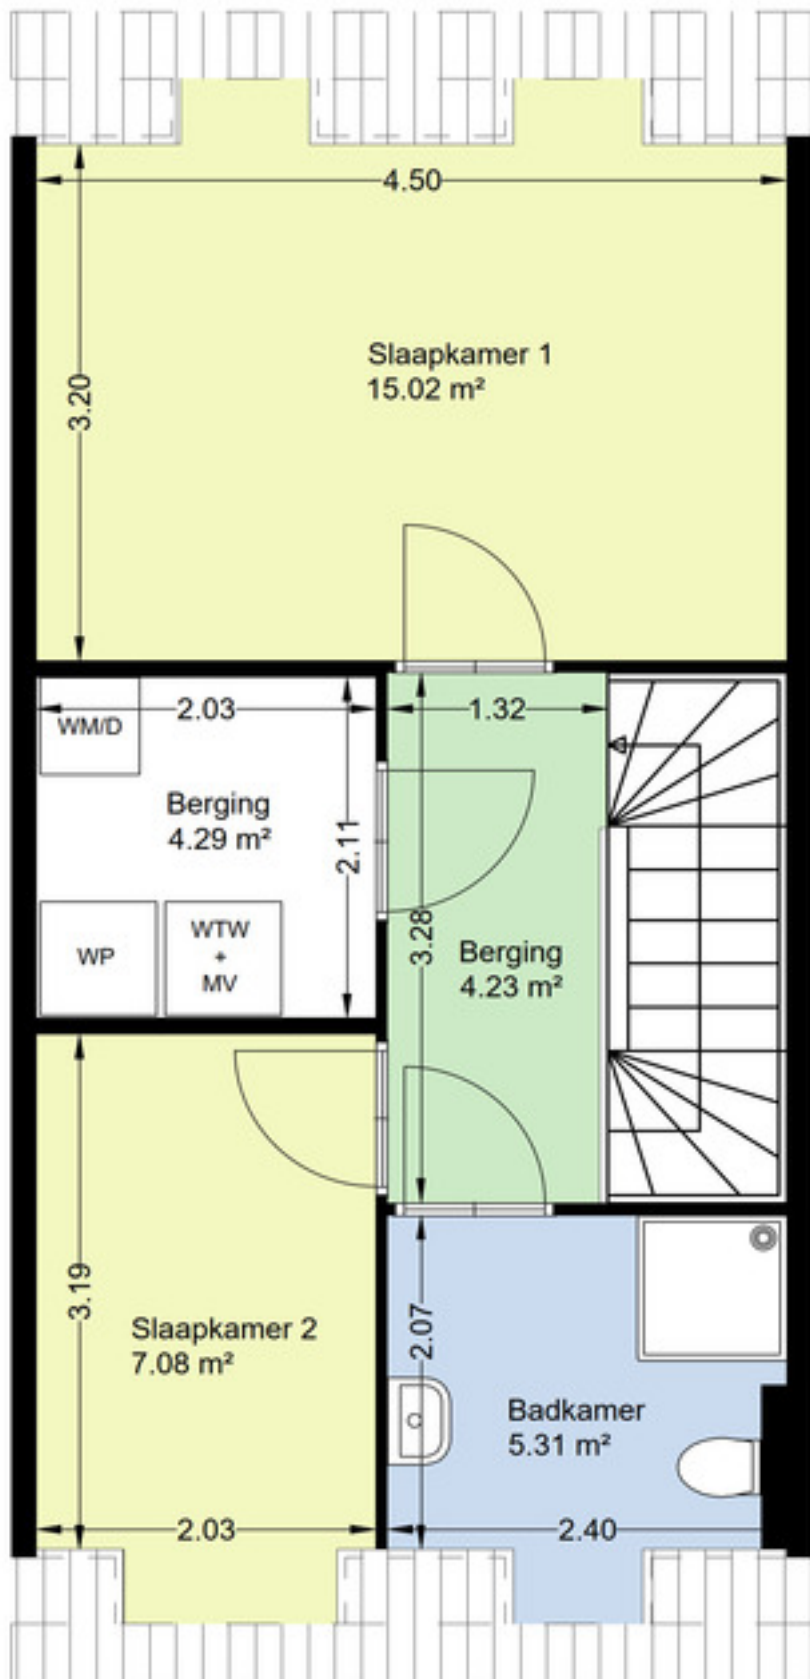 4.50
Slaapkamer 1
15.02 m²
3.20
WM/D
2.03
1.32
Berging
4.29 m²
2.11
WP
WTW
+
MV
3.28
Berging
4.23 m²
3.19
Slaapkamer 2
7.08 m²
2.07
Badkamer
5.31 m²
2.03
2.40